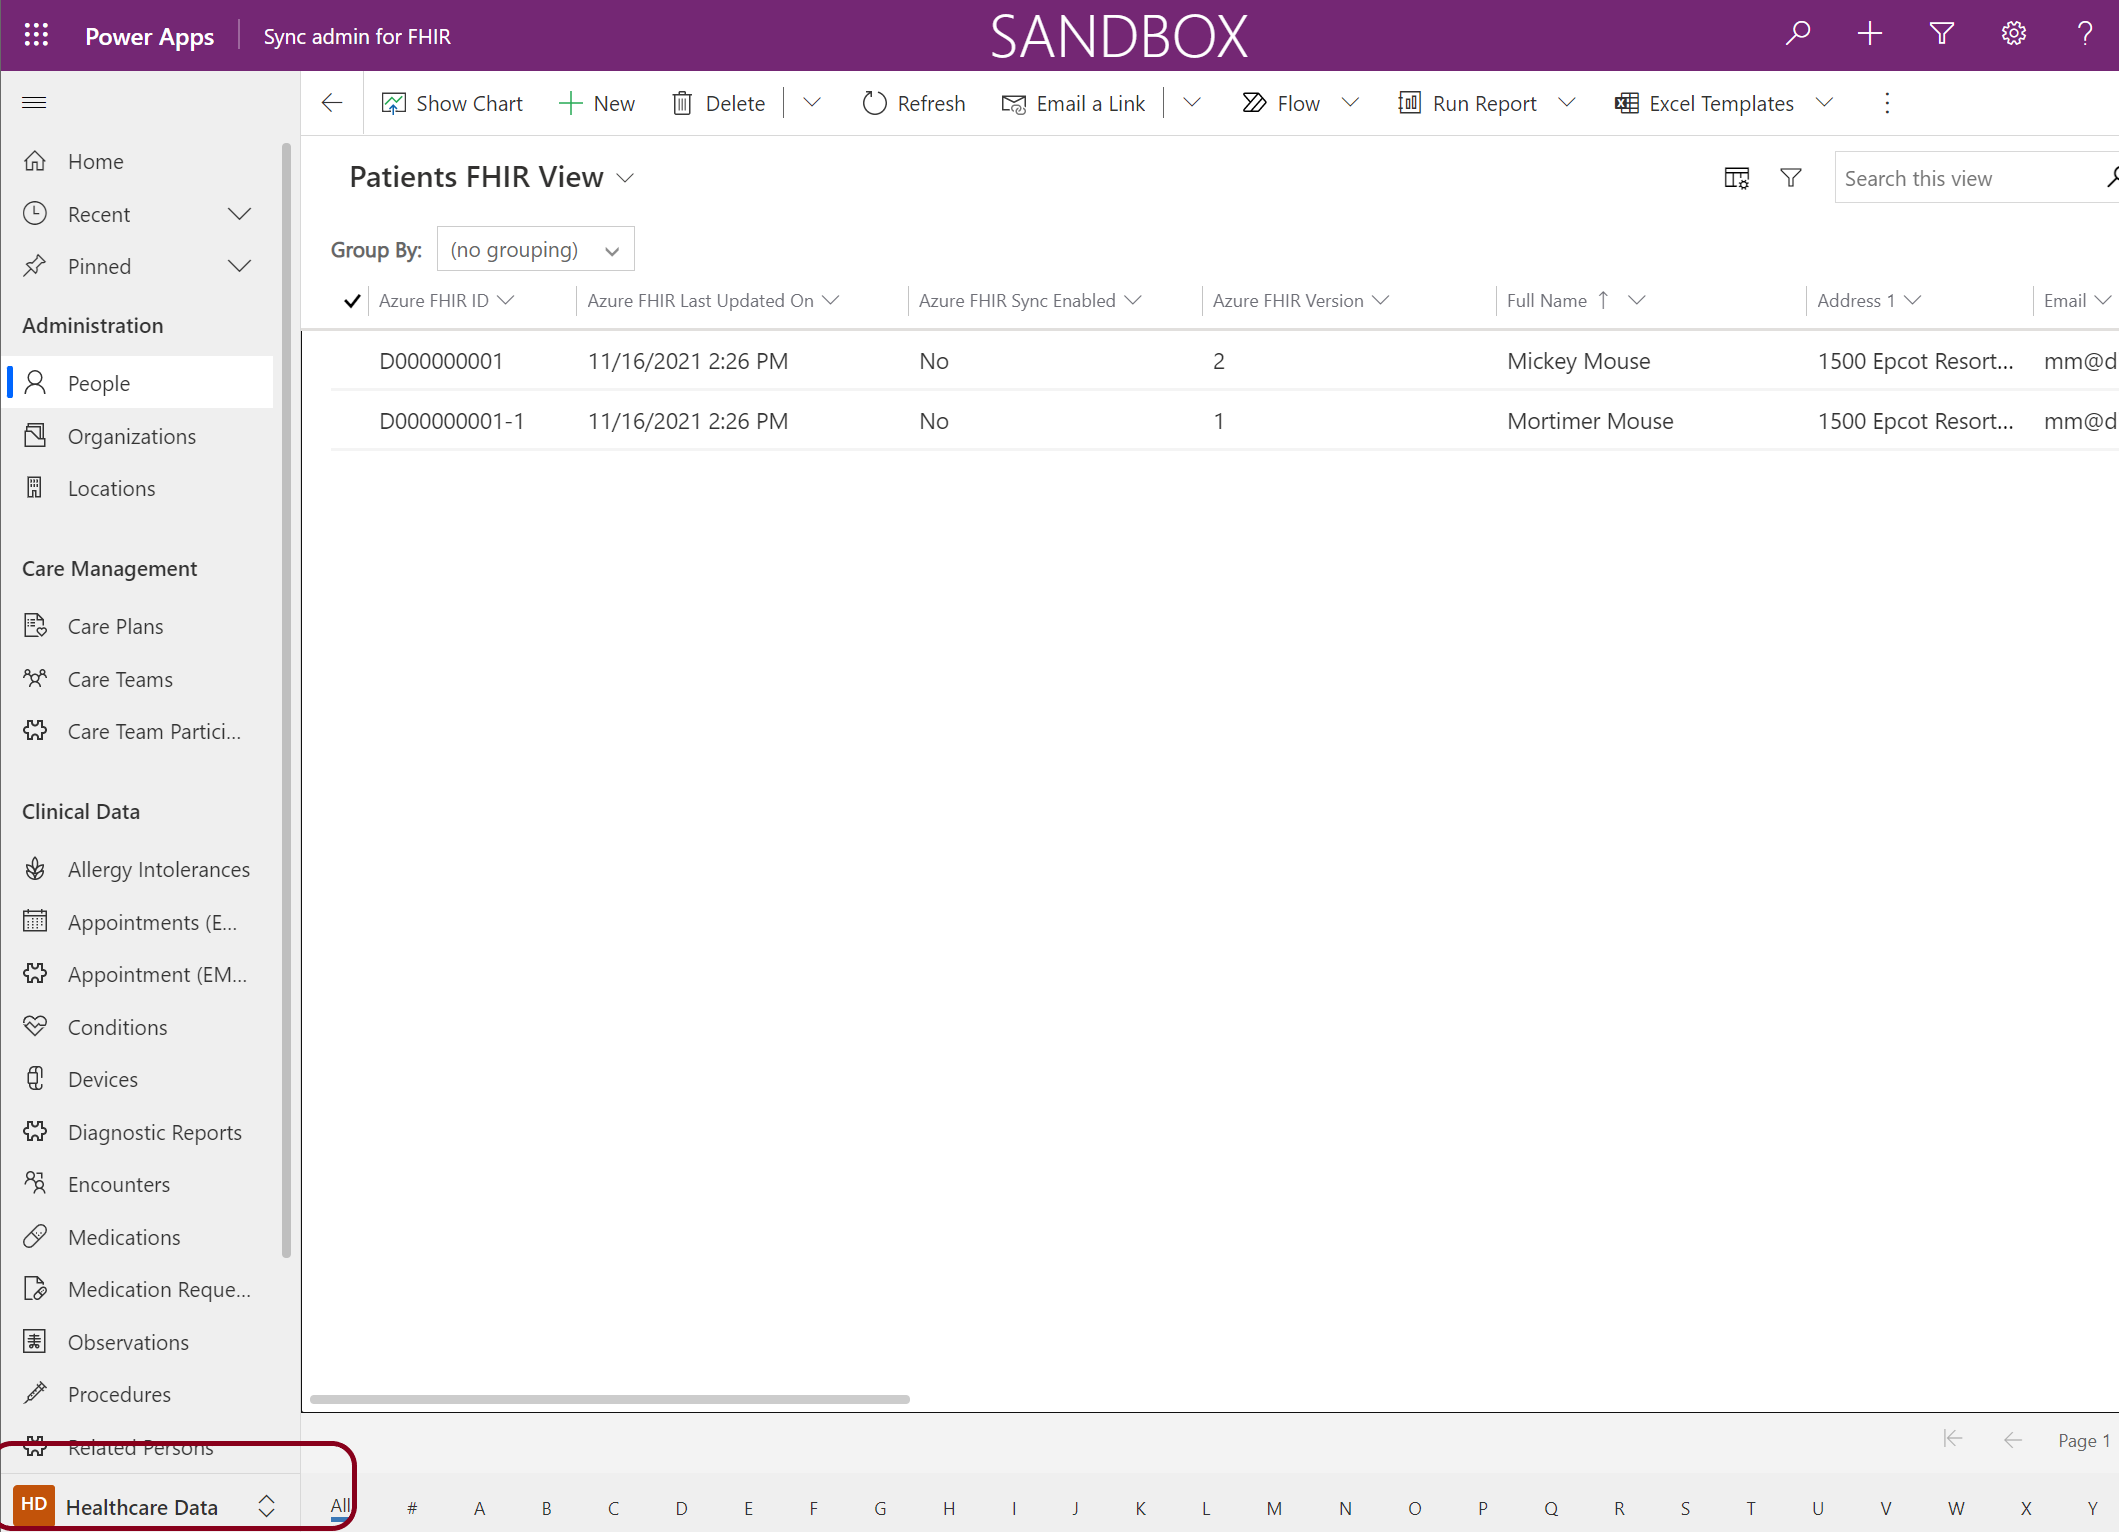 Power Apps
Sync admin for FHIR
SANDBOX
Show Chart
New
Delete
Refresh
Email a Link
Flow
Run Report
Excel Templates
Home
Recent
Pinned
Administration
People
Organizations
Locations
Care Management
Care Plans
Care Teams
Care Team Partici...
Clinical Data
Allergy Intolerances
Appointments (E...
Appointment (EM...
Conditions
Devices
Diagnostic Reports
Encounters
Medications
Medication Reque...
Observations
Procedures
Related Persons
HD Healthcare Data
Patients FHIR View
Search this view
Group By: (no grouping)
Azure FHIR ID Azure FHIR Last Updated On Azure FHIR Sync Enabled Azure FHIR Version Full Name Address 1 Email
D000000001 11/16/2021 2:26 PM No 2 Mickey Mouse 1500 Epcot Resort... mm@d
D000000001-1 11/16/2021 2:26 PM No 1 Mortimer Mouse 1500 Epcot Resort... mm@d
Page 1
All # A B C D E F G H I J K L M N O P Q R S T U V W X Y